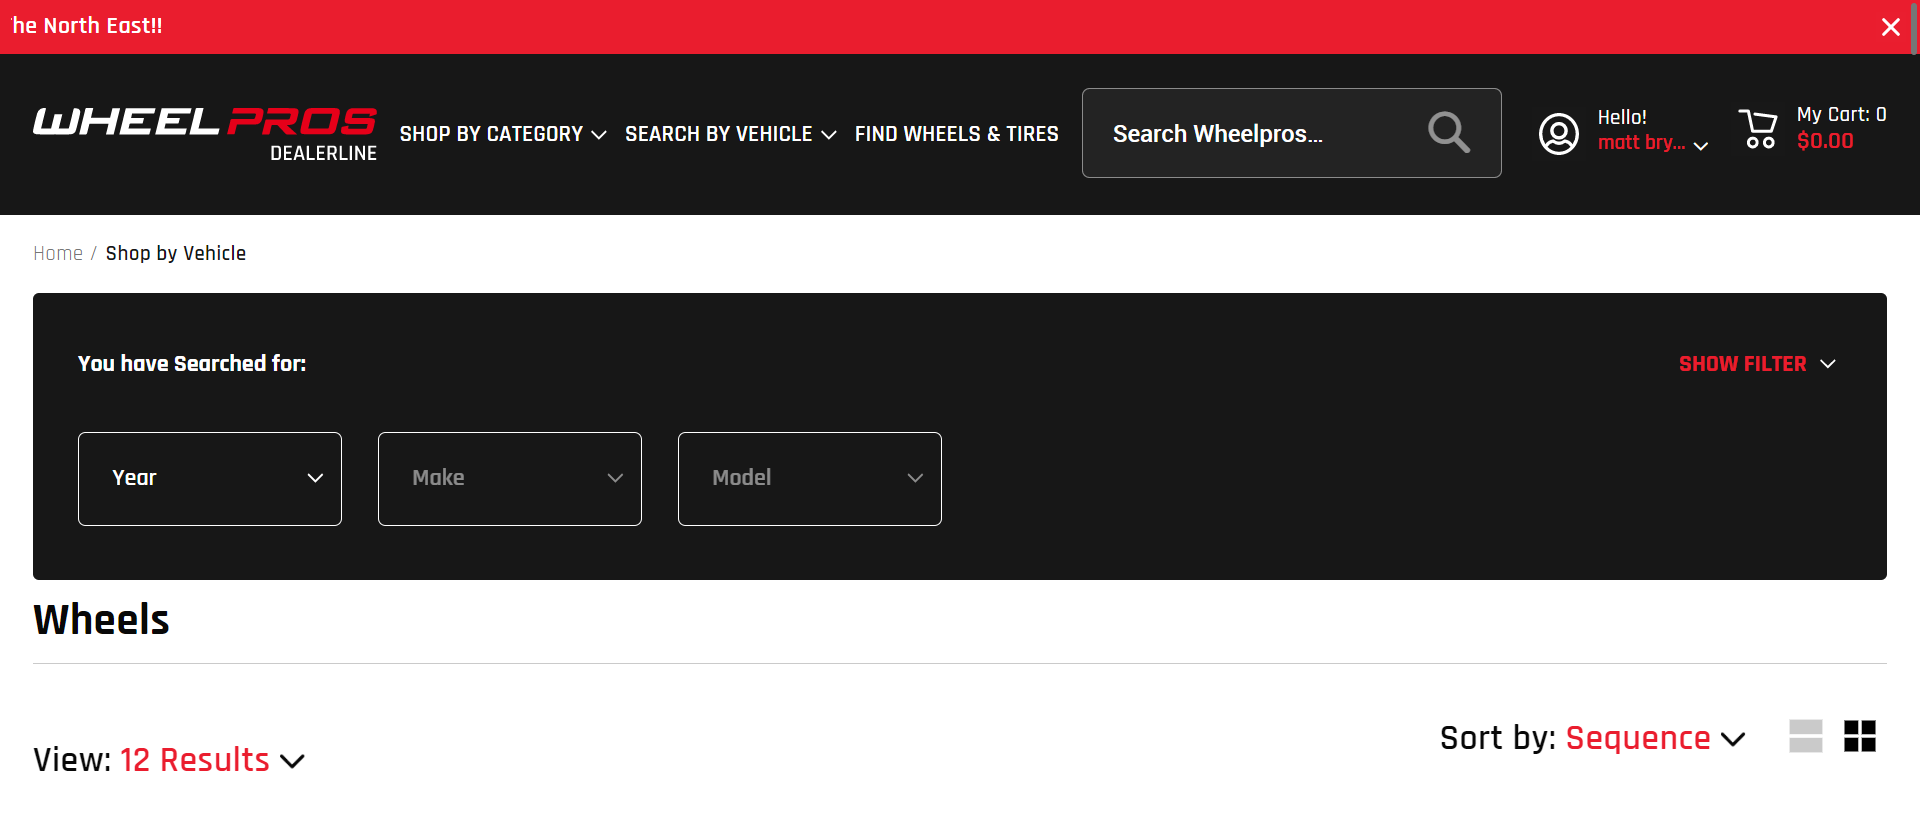 he North East!!
WHEEL PROS
DEALERLINE
SHOP BY CATEGORY
SEARCH BY VEHICLE
FIND WHEELS & TIRES
Search Wheelpros...
Hello!
matt bry...
My Cart: 0
$0.00
Home / Shop by Vehicle
You have Searched for:
SHOW FILTER
Year
Make
Model
Wheels
View: 12 Results
Sort by: Sequence